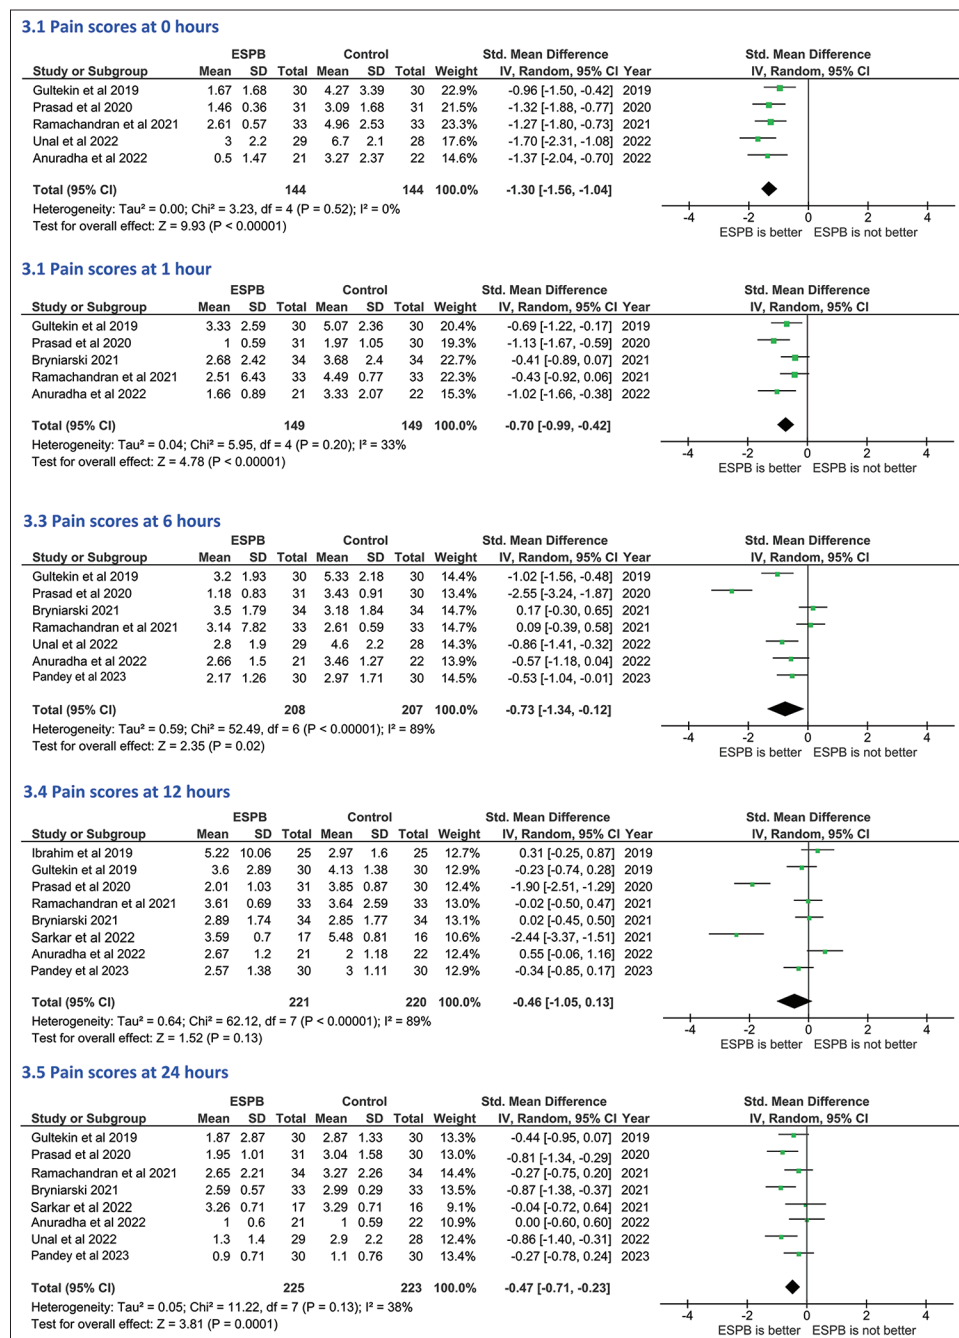 3.1 Pain scores at 0 hours
ESPB Control Std. Mean Difference Std. Mean Difference
Study or Subgroup Mean SD Total Mean SD Total Weight IV, Random, 95% CI Year IV, Random, 95% CI
Gultekin et al 2019 1.67 1.68 30 4.27 3.39 30 22.9% -0.96 [-1.50, -0.42] 2019
Prasad et al 2020 1.46 0.36 31 3.09 1.68 31 21.6% -1.32 [-1.88, -0.77] 2020
Ramachandran et al 2021 2.61 0.57 33 4.96 2.53 33 23.3% -1.27 [-1.80, -0.73] 2021
Unal et al 2022 3 2.2 29 6.7 2.1 28 17.6% -1.70 [-2.31, -1.08] 2022
Anuradha et al 2022 0.5 1.47 21 3.27 2.37 22 14.6% -1.37 [-2.04, -0.70] 2022
Total (95% CI) 144 144 100.0% -1.30 [-1.56, -1.04]
Heterogeneity: Tau² = 0.00; Chi² = 3.23, df = 4 (P = 0.52); I² = 0%
Test for overall effect: Z = 9.93 (P < 0.00001)
-4 -2 0 2 4
ESPB is better ESPB is not better
3.1 Pain scores at 1 hour
ESPB Control Std. Mean Difference Std. Mean Difference
Study or Subgroup Mean SD Total Mean SD Total Weight IV, Random, 95% CI Year IV, Random, 95% CI
Gultekin et al 2019 3.33 2.59 30 5.07 2.36 30 20.4% -0.69 [-1.22, -0.17] 2019
Prasad et al 2020 1 0.59 31 1.97 1.05 30 19.3% -1.13 [-1.67, -0.59] 2020
Bryniarski 2021 2.68 2.42 34 3.68 2.4 34 22.7% -0.41 [-0.89, 0.07] 2021
Ramachandran et al 2021 2.51 6.43 33 4.49 0.77 33 22.3% -0.43 [-0.92, 0.06] 2021
Anuradha et al 2022 1.66 0.89 21 3.33 2.07 22 15.3% -1.02 [-1.66, -0.38] 2022
Total (95% CI) 149 149 100.0% -0.70 [-0.99, -0.42]
Heterogeneity: Tau² = 0.04; Chi² = 5.95, df = 4 (P = 0.20); I² = 33%
Test for overall effect: Z = 4.78 (P < 0.00001)
-4 -2 0 2 4
ESPB is better ESPB is not better
3.3 Pain scores at 6 hours
ESPB Control Std. Mean Difference Std. Mean Difference
Study or Subgroup Mean SD Total Mean SD Total Weight IV, Random, 95% CI Year IV, Random, 95% CI
Gultekin et al 2019 3.2 1.93 30 5.33 2.18 30 14.4% -1.02 [-1.56, -0.48] 2019
Prasad et al 2020 1.18 0.83 31 3.43 0.91 30 13.4% -2.55 [-3.24, -1.87] 2020
Bryniarski 2021 3.5 1.79 34 3.18 1.84 34 14.7% 0.17 [-0.30, 0.65] 2021
Ramachandran et al 2021 3.14 7.82 33 2.61 0.59 33 14.7% 0.09 [-0.39, 0.58] 2021
Unal et al 2022 2.8 1.9 29 4.6 2.2 28 14.3% -0.86 [-1.41, -0.32] 2022
Anuradha et al 2022 2.66 1.5 21 3.46 1.27 22 13.9% -0.57 [-1.18, 0.04] 2022
Pandey et al 2023 2.17 1.26 30 2.97 1.71 30 14.5% -0.53 [-1.04, -0.01] 2023
Total (95% CI) 208 207 100.0% -0.73 [-1.34, -0.12]
Heterogeneity: Tau² = 0.59; Chi² = 52.49, df = 6 (P < 0.00001); I² = 89%
Test for overall effect: Z = 2.35 (P = 0.02)
-4 -2 0 2 4
ESPB is better ESPB is not better
3.4 Pain scores at 12 hours
ESPB Control Std. Mean Difference Std. Mean Difference
Study or Subgroup Mean SD Total Mean SD Total Weight IV, Random, 95% CI Year IV, Random, 95% CI
Ibrahim et al 2019 5.22 10.06 25 2.97 1.6 25 12.7% 0.31 [-0.25, 0.87] 2019
Gultekin et al 2019 3.6 2.89 30 4.13 1.38 30 12.9% -0.23 [-0.74, 0.28] 2019
Prasad et al 2020 2.01 1.03 31 3.85 0.87 30 12.4% -1.90 [-2.51, -1.29] 2020
Ramachandran et al 2021 3.61 0.69 33 3.64 2.59 33 13.0% -0.02 [-0.50, 0.47] 2021
Bryniarski 2021 2.89 1.74 34 2.85 1.77 34 13.1% 0.02 [-0.45, 0.50] 2021
Sarkar et al 2022 3.59 0.7 17 5.48 0.81 16 10.6% -2.44 [-3.37, -1.51] 2021
Anuradha et al 2022 2.67 1.2 21 2 1.18 22 12.4% 0.55 [-0.06, 1.16] 2022
Pandey et al 2023 2.57 1.38 30 3 1.11 30 12.9% -0.34 [-0.85, 0.17] 2023
Total (95% CI) 221 220 100.0% -0.46 [-1.05, 0.13]
Heterogeneity: Tau² = 0.64; Chi² = 62.12, df = 7 (P < 0.00001); I² = 89%
Test for overall effect: Z = 1.52 (P = 0.13)
-4 -2 0 2 4
ESPB is better ESPB is not better
3.5 Pain scores at 24 hours
ESPB Control Std. Mean Difference Std. Mean Difference
Study or Subgroup Mean SD Total Mean SD Total Weight IV, Random, 95% CI Year IV, Random, 95% CI
Gultekin et al 2019 1.87 2.87 30 2.87 1.33 30 13.3% -0.44 [-0.95, 0.07] 2019
Prasad et al 2020 1.95 1.01 31 3.04 1.58 30 13.0% -0.81 [-1.34, -0.29] 2020
Ramachandran et al 2021 2.65 2.21 34 3.27 2.26 34 14.4% -0.27 [-0.75, 0.20] 2021
Bryniarski 2021 2.59 0.57 33 2.99 0.29 33 13.5% -0.87 [-1.38, -0.37] 2021
Sarkar et al 2022 3.26 0.71 17 3.29 0.71 16 9.1% -0.04 [-0.72, 0.64] 2021
Anuradha et al 2022 1 0.6 21 1 0.59 22 10.9% 0.00 [-0.60, 0.60] 2022
Unal et al 2022 1.3 1.4 29 2.9 2.2 28 12.4% -0.86 [-1.40, -0.31] 2022
Pandey et al 2023 0.9 0.71 30 1.1 0.76 30 13.4% -0.27 [-0.78, 0.24] 2023
Total (95% CI) 225 223 100.0% -0.47 [-0.71, -0.23]
Heterogeneity: Tau² = 0.05; Chi² = 11.22, df = 7 (P = 0.13); I² = 38%
Test for overall effect: Z = 3.81 (P = 0.0001)
-4 -2 0 2 4
ESPB is better ESPB is not better